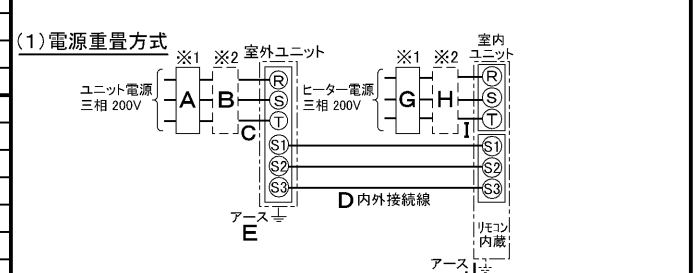 (1)電源重畳方式
※1 ※2 室外ユニット
ユニット電源
三相 200V
A B
R
S
T
C
S1
S2
S3
アース
E
D 内外接続線
※1 ※2
室内
ユニット
ヒーター電源
三相 200V
G H
R
S
T
I
S1
S2
S3
リモコン
内蔵
アース J